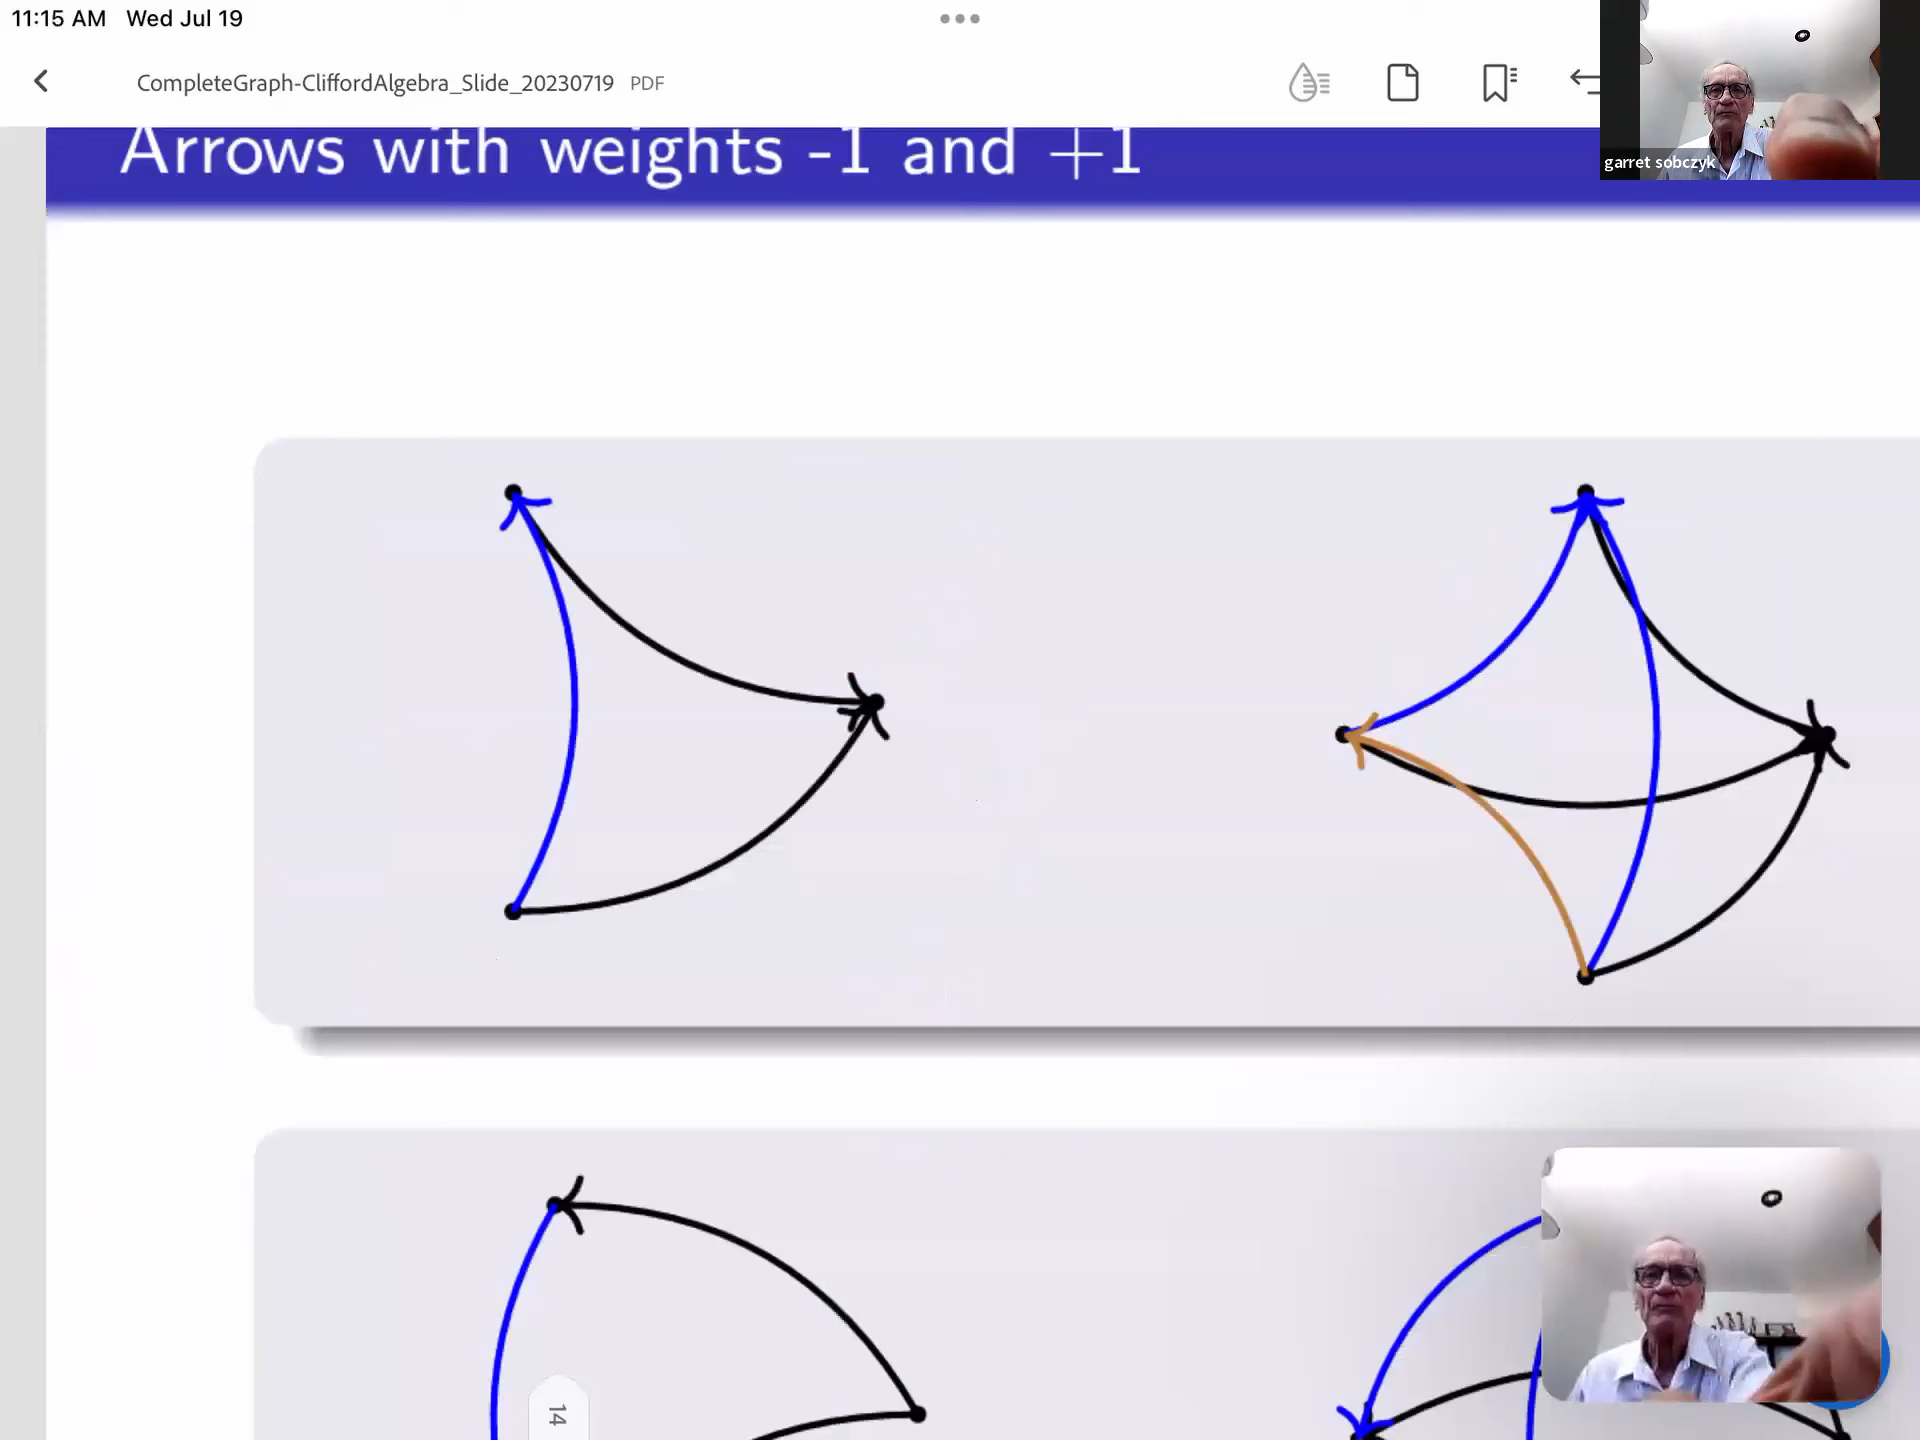 11:15 AM Wed Jul 19
CompleteGraph-CliffordAlgebra_Slide_20230719 PDF
garret sobczyk
Arrows with weights -1 and +1
14